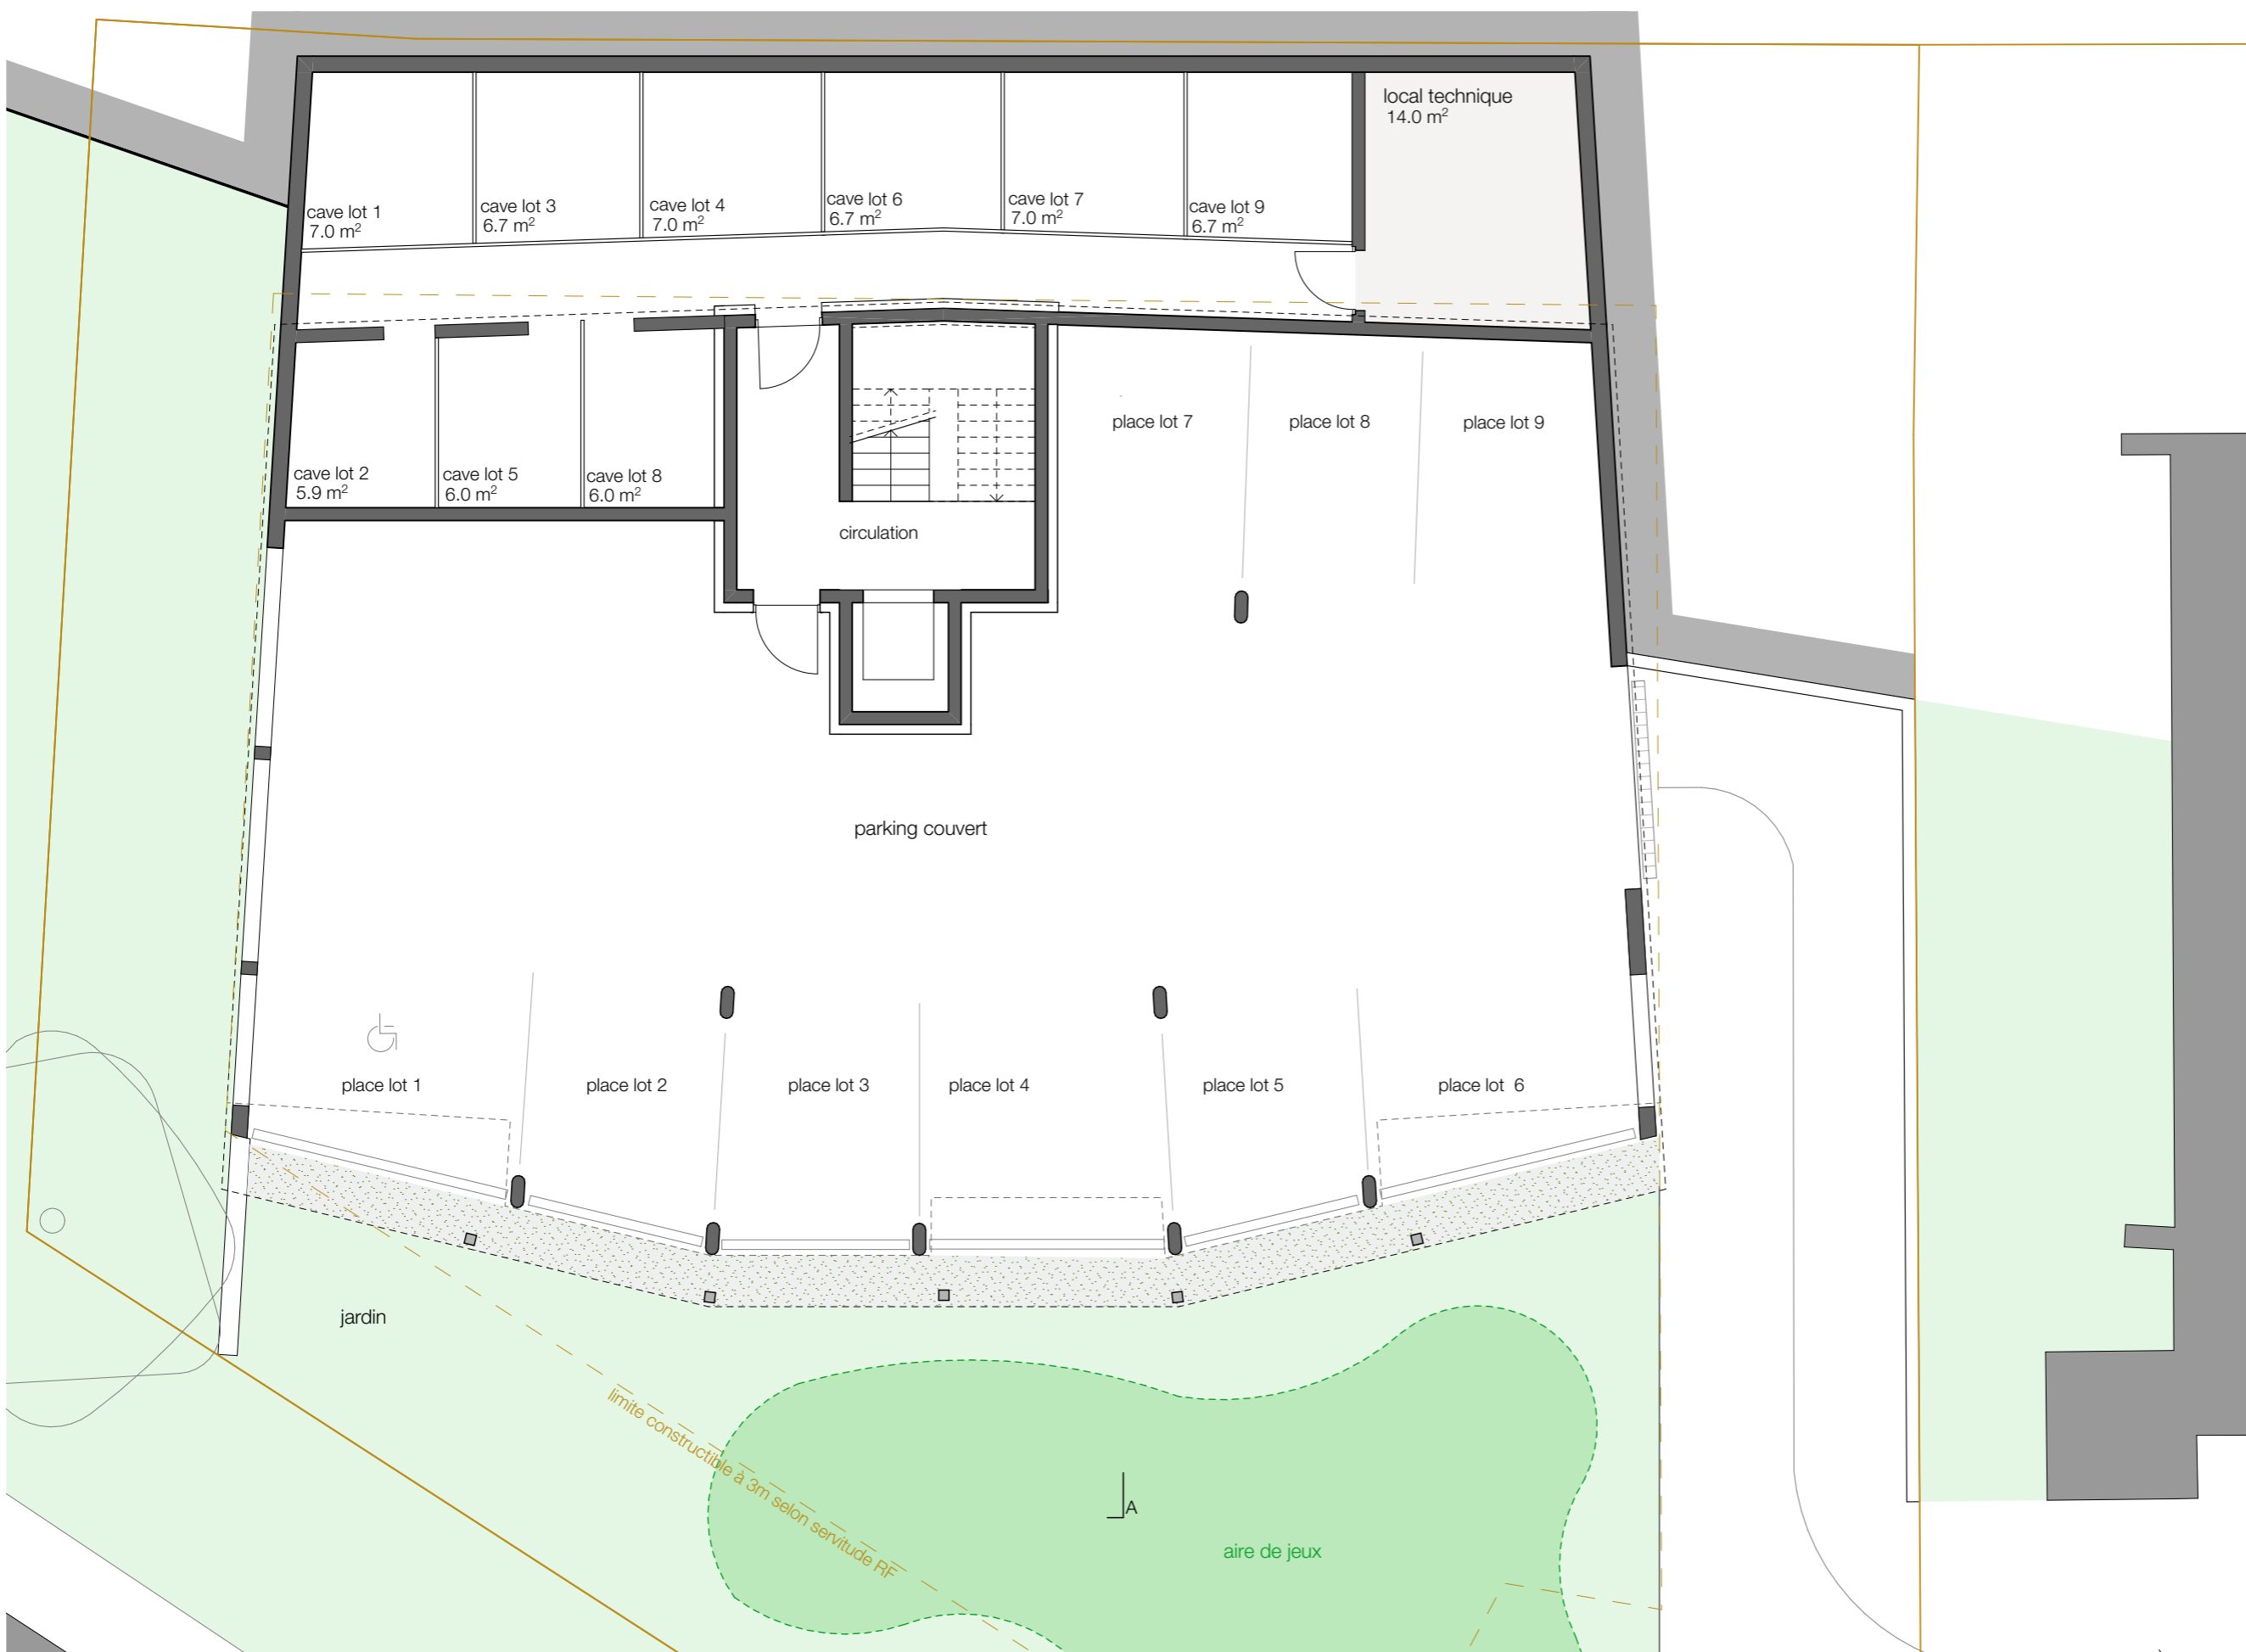 local technique
14.0 m²
cave lot 1
7.0 m²
cave lot 3
6.7 m²
cave lot 4
7.0 m²
cave lot 6
6.7 m²
cave lot 7
7.0 m²
cave lot 9
6.7 m²
place lot 7
place lot 8
place lot 9
cave lot 2
5.9 m²
cave lot 5
6.0 m²
cave lot 8
6.0 m²
circulation
parking couvert
place lot 1
place lot 2
place lot 3
place lot 4
place lot 5
place lot 6
jardin
limite constructible à 3m selon servitude RF
A
aire de jeux